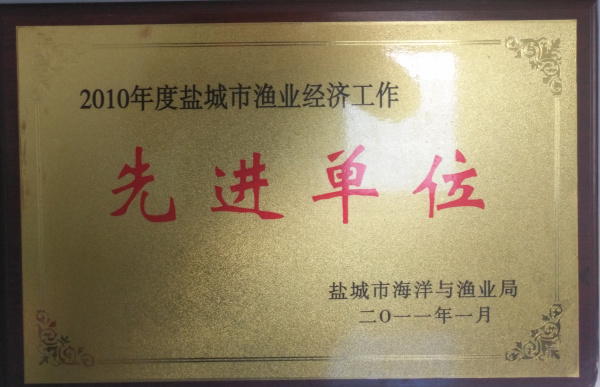 2010年度盐城市渔业经济工作
先进单位
盐城市海洋与渔业局
二O一一年一月